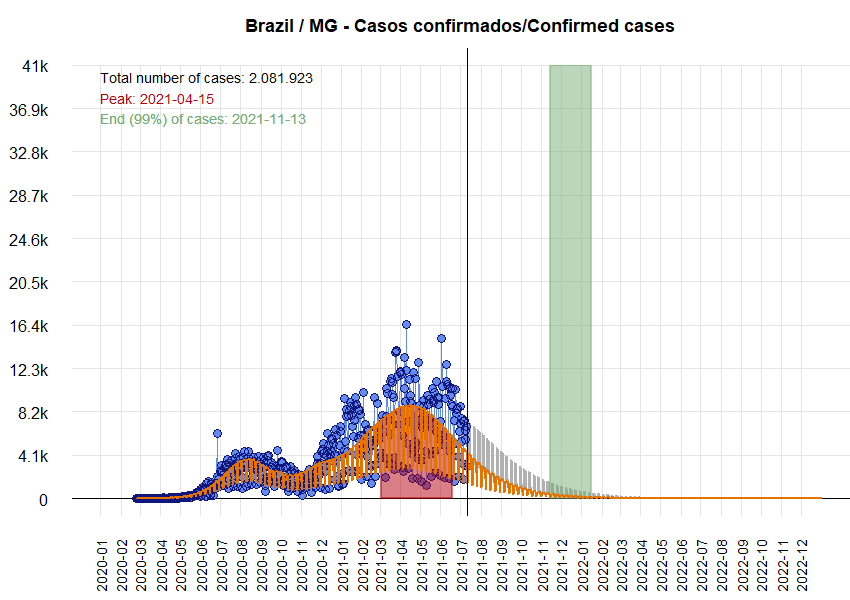 Brazil / MG - Casos confirmados/Confirmed cases
Total number of cases: 2.081.923
Peak: 2021-04-15
End (99%) of cases: 2021-11-13
41k
36.9k
32.8k
28.7k
24.6k
20.5k
16.4k
12.3k
8.2k
4.1k
0
2020-01
2020-02
2020-03
2020-04
2020-05
2020-06
2020-07
2020-08
2020-09
2020-10
2020-11
2020-12
2021-01
2021-02
2021-03
2021-04
2021-05
2021-06
2021-07
2021-08
2021-09
2021-10
2021-11
2021-12
2022-01
2022-02
2022-03
2022-04
2022-05
2022-06
2022-07
2022-08
2022-09
2022-10
2022-11
2022-12